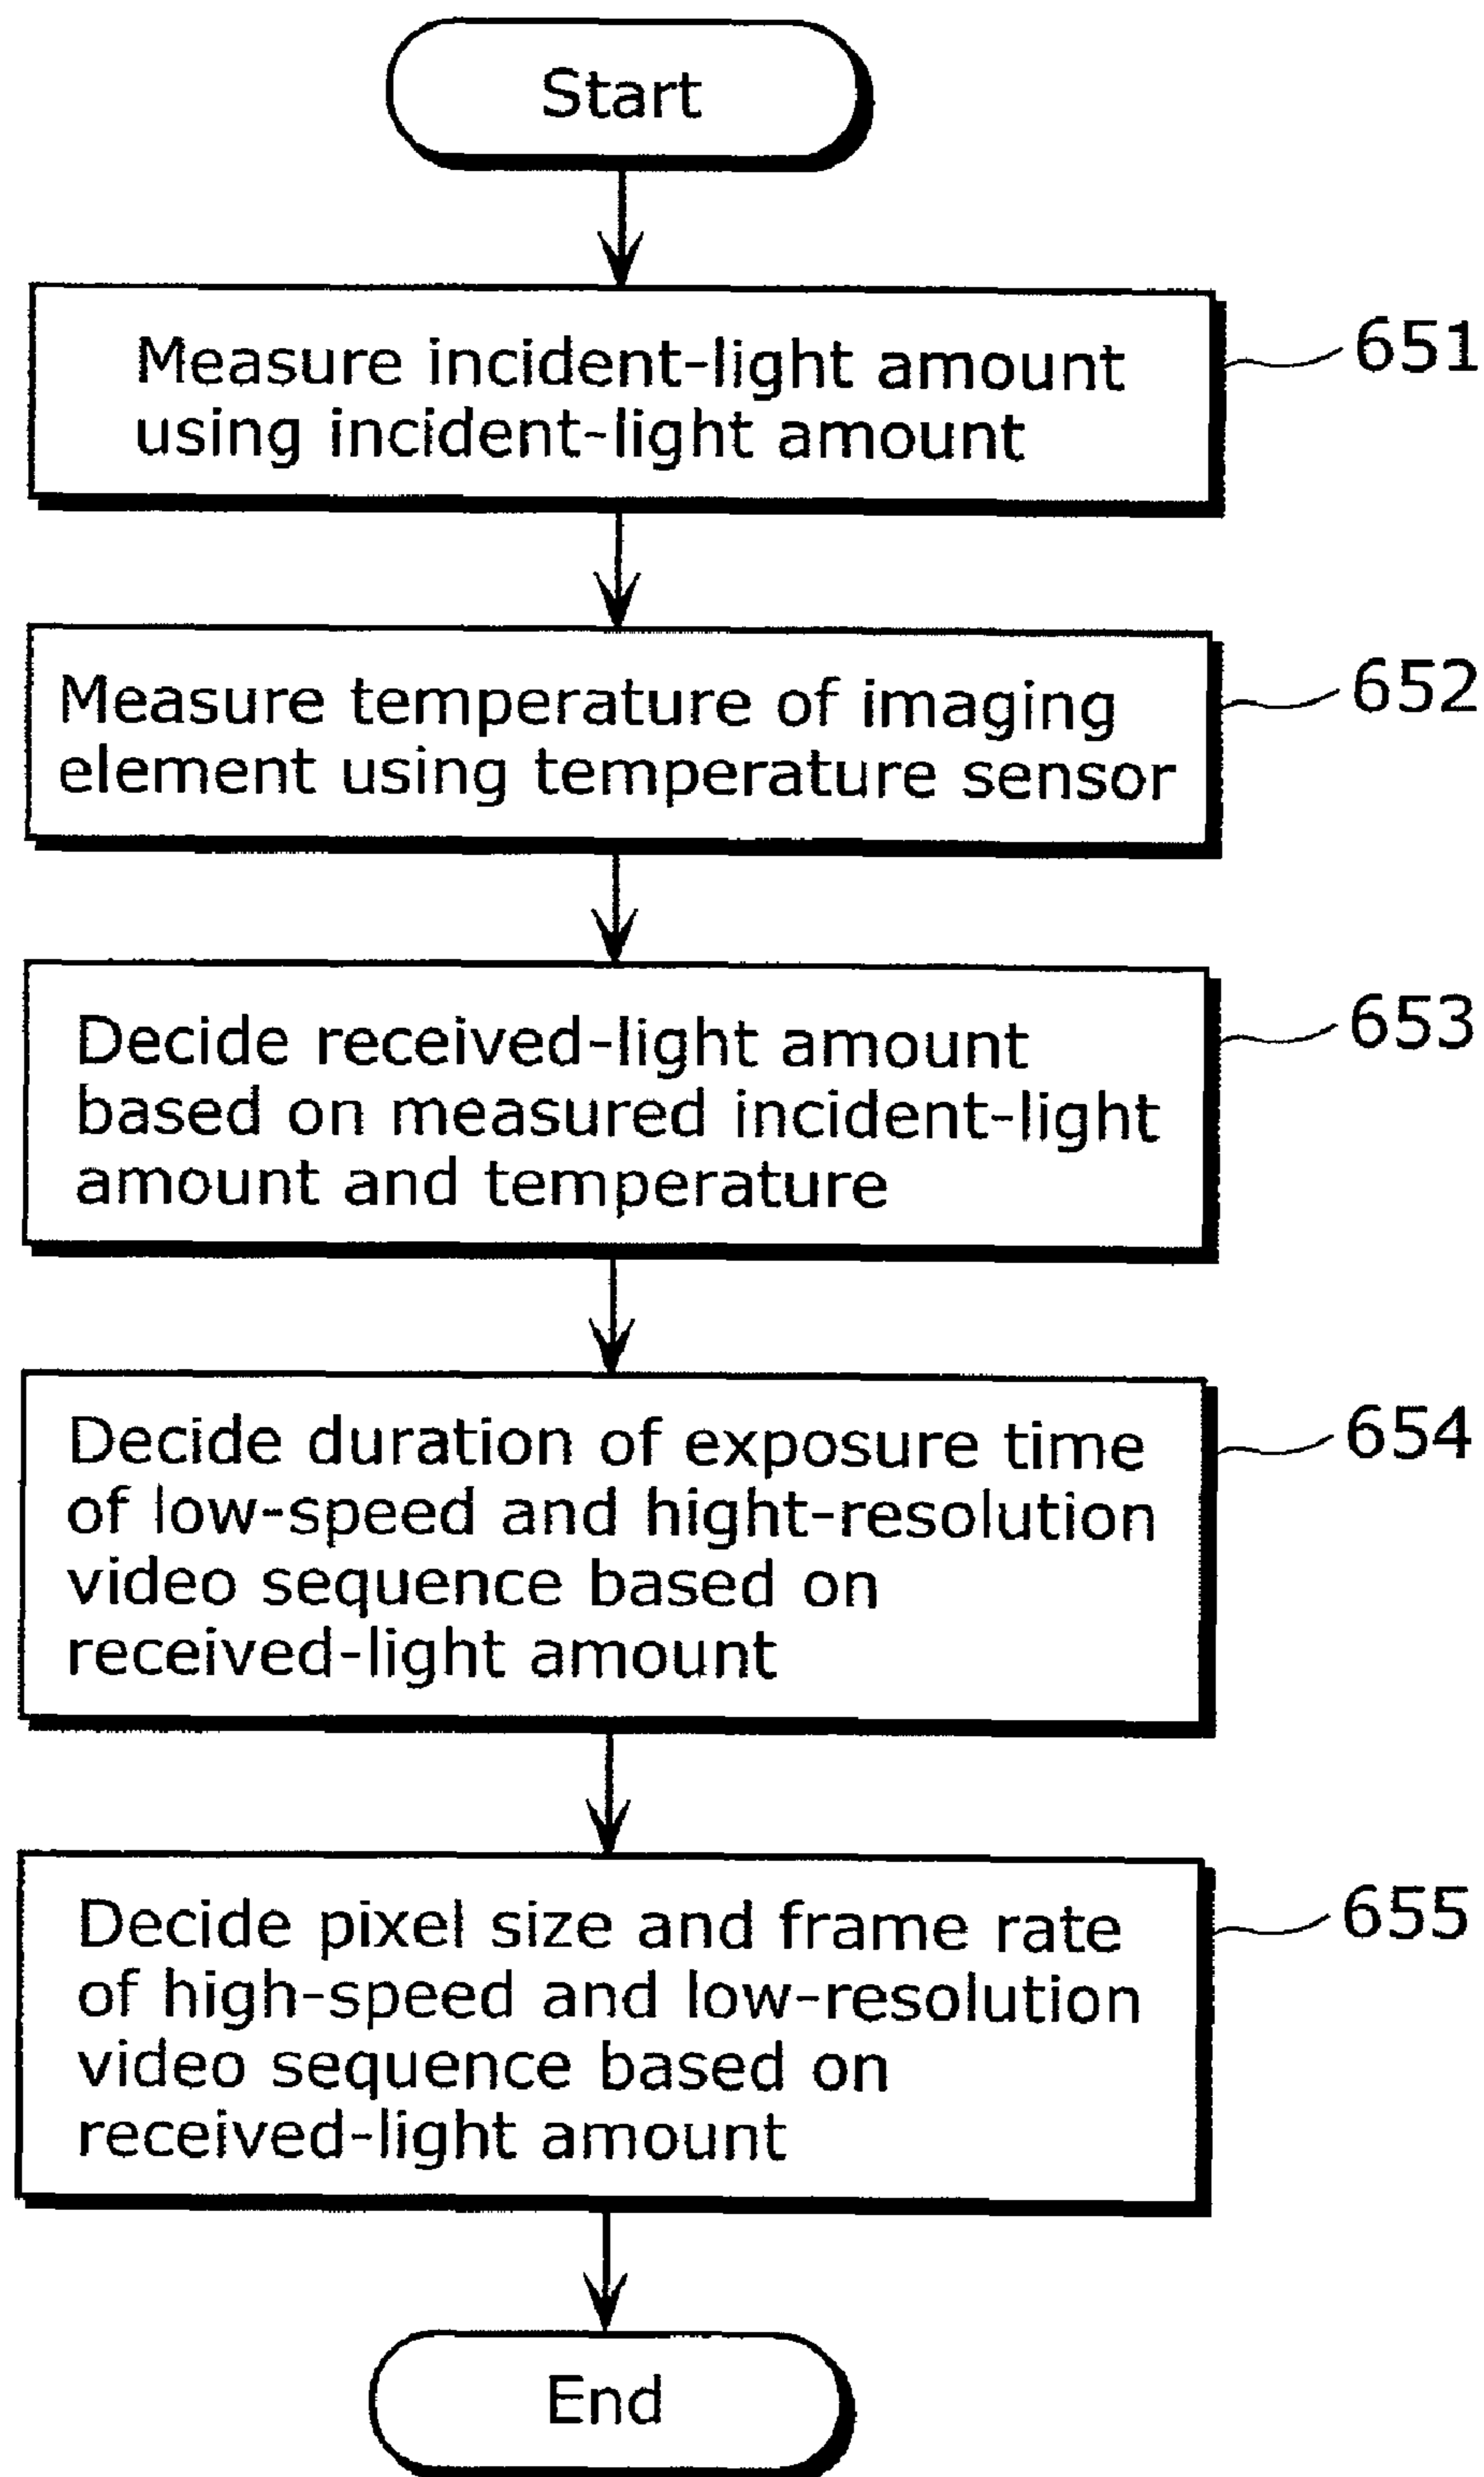 Start
Measure incident-light amount
using incident-light amount
651
Measure temperature of imaging
element using temperature sensor
652
Decide received-light amount
based on measured incident-light
amount and temperature
653
Decide duration of exposure time
of low-speed and hight-resolution
video sequence based on
received-light amount
654
Decide pixel size and frame rate
of high-speed and low-resolution
video sequence based on
received-light amount
655
End